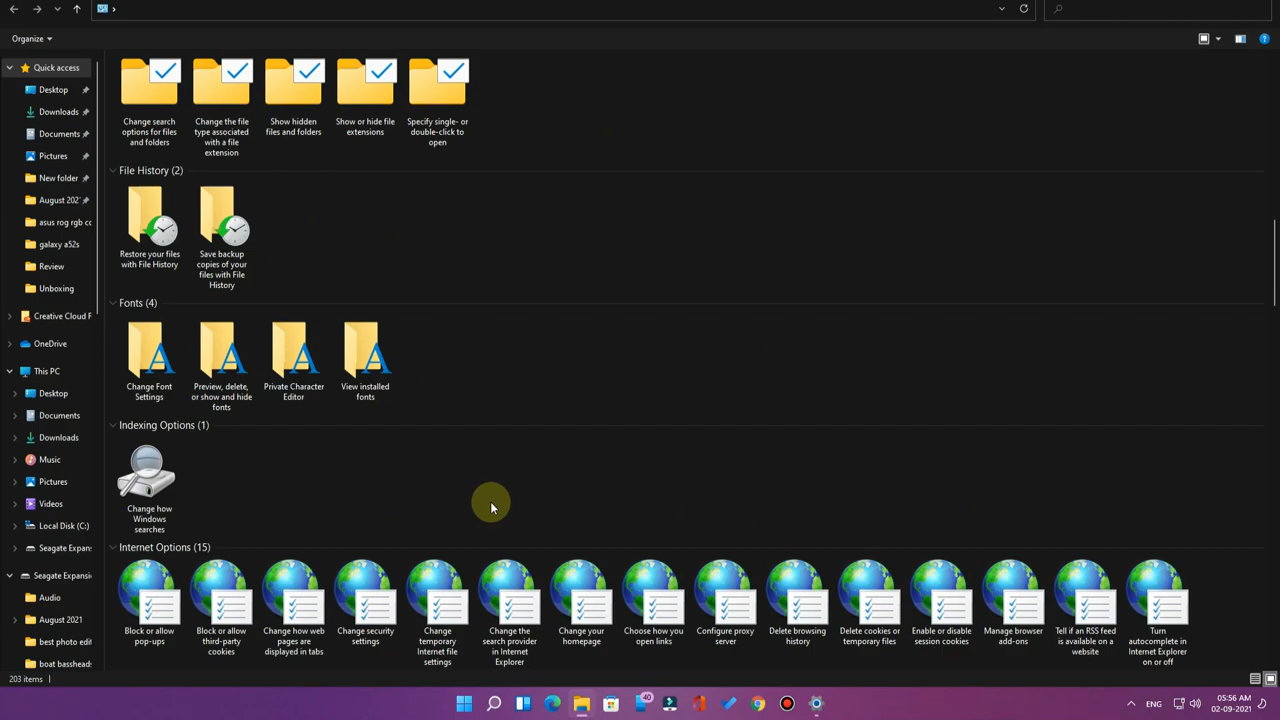 Organize
Quick access
Desktop
Downloads
Documents
Pictures
New folder
August 202
asus rog rgb cc
galaxy a52s
Review
Unboxing
Creative Cloud F
OneDrive
This PC
Desktop
Documents
Downloads
Music
Pictures
Videos
Local Disk (C:)
Seagate Expans
Seagate Expansi
Audio
August 2021
best photo edit
boat bassheads
Change search
options for files
and folders
Change the file
type associated
with a file
extension
Show hidden
files and folders
Show or hide file
extensions
Specify single- or
double-click to
open
File History (2)
Restore your files
with File History
Save backup
copies of your
files with File
History
Fonts (4)
Change Font
Settings
Preview, delete,
or show and hide
fonts
Private Character
Editor
View installed
fonts
Indexing Options (1)
Change how
Windows
searches
Internet Options (15)
Block or allow
pop-ups
Block or allow
third-party
cookies
Change how web
pages are
displayed in tabs
Change security
settings
Change
temporary
Internet file
settings
Change the
search provider
in Internet
Explorer
Change your
homepage
Choose how you
open links
Configure proxy
server
Delete browsing
history
Delete cookies or
temporary files
Enable or disable
session cookies
Manage browser
add-ons
Tell if an RSS feed
is available on a
website
Turn
autocomplete in
Internet Explorer
on or off
203 items
40
ENG
05:56 AM
02-09-2021